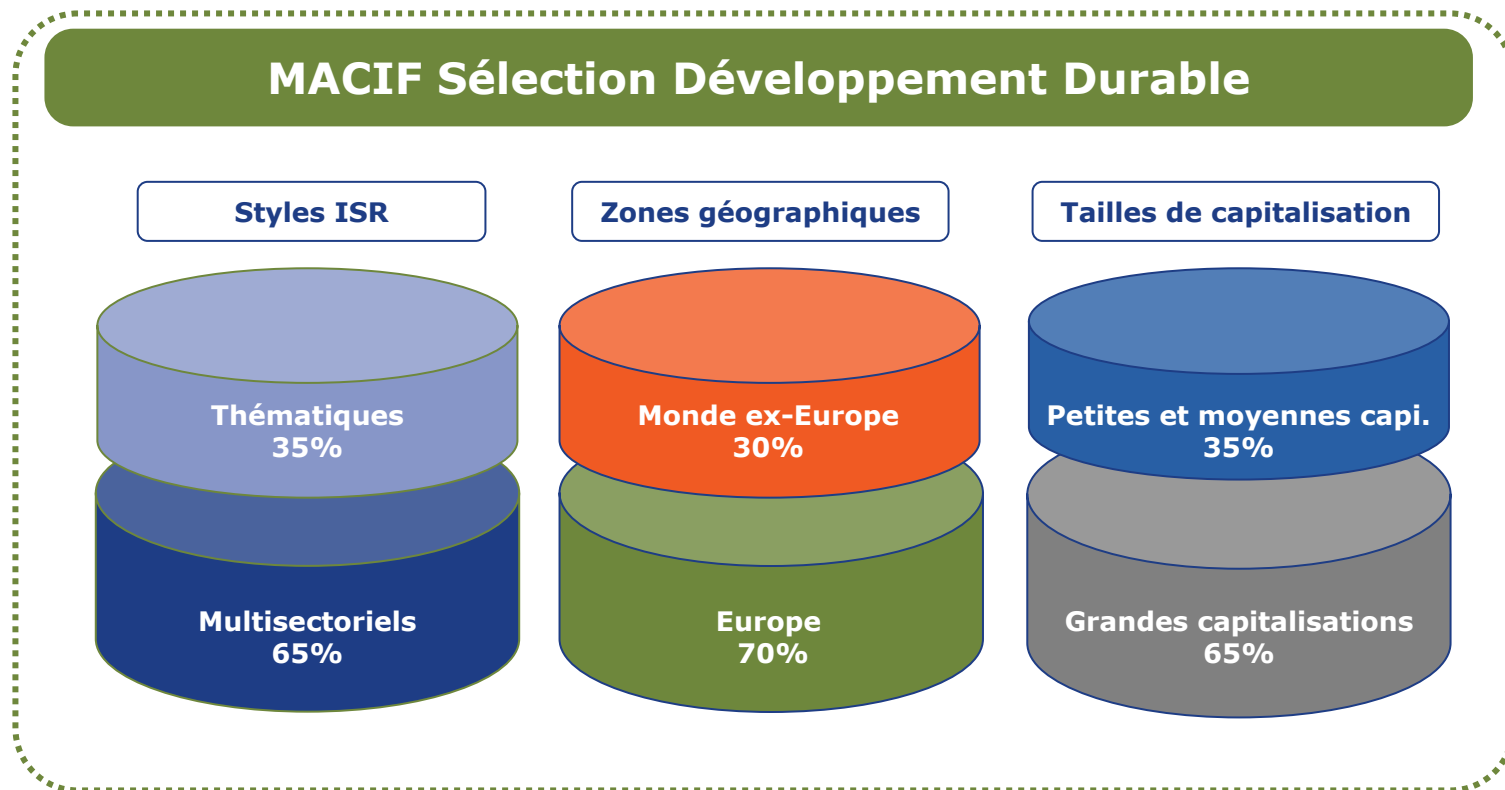 MACIF Sélection Développement Durable
Styles ISR
Zones géographiques
Tailles de capitalisation
Thématiques
35%
Monde ex-Europe
30%
Petites et moyennes capi.
35%
Multisectoriels
65%
Europe
70%
Grandes capitalisations
65%